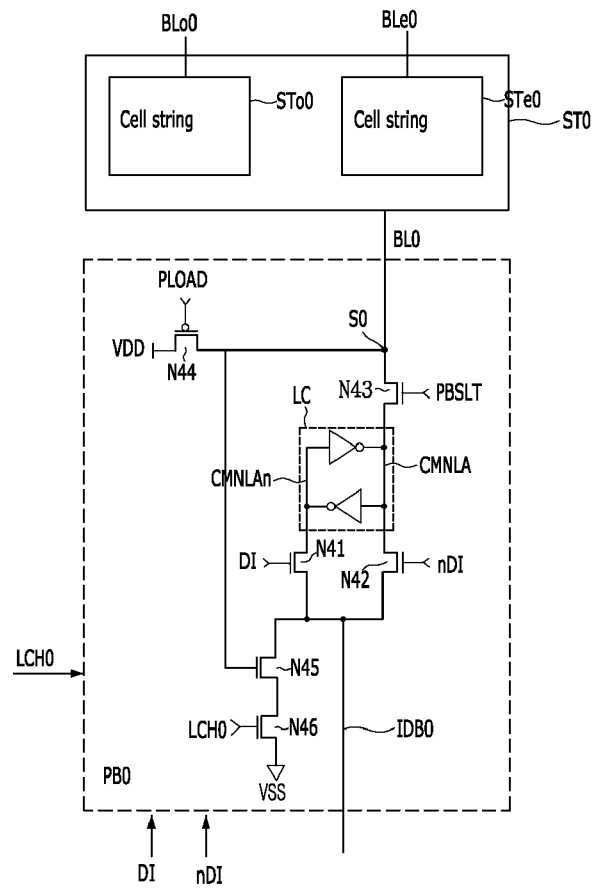 BLo0
BLe0
Cell string
STo0
Cell string
STe0
ST0
BL0
PLOAD
S0
VDD
N44
N43
PBSLT
LC
CMNLAn
CMNLA
DI
N41
N42
nDI
LCH0
N45
LCH0
N46
IDB0
VSS
PB0
DI
nDI